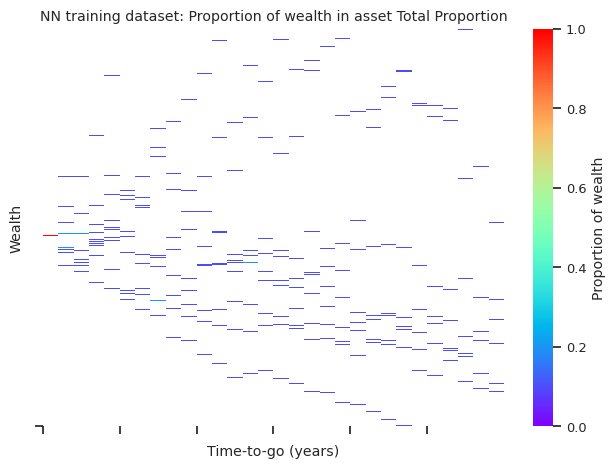 NN training dataset: Proportion of wealth in asset Total Proportion
Wealth
Time-to-go (years)
1.0
0.8
0.6
0.4
0.2
0.0
Proportion of wealth